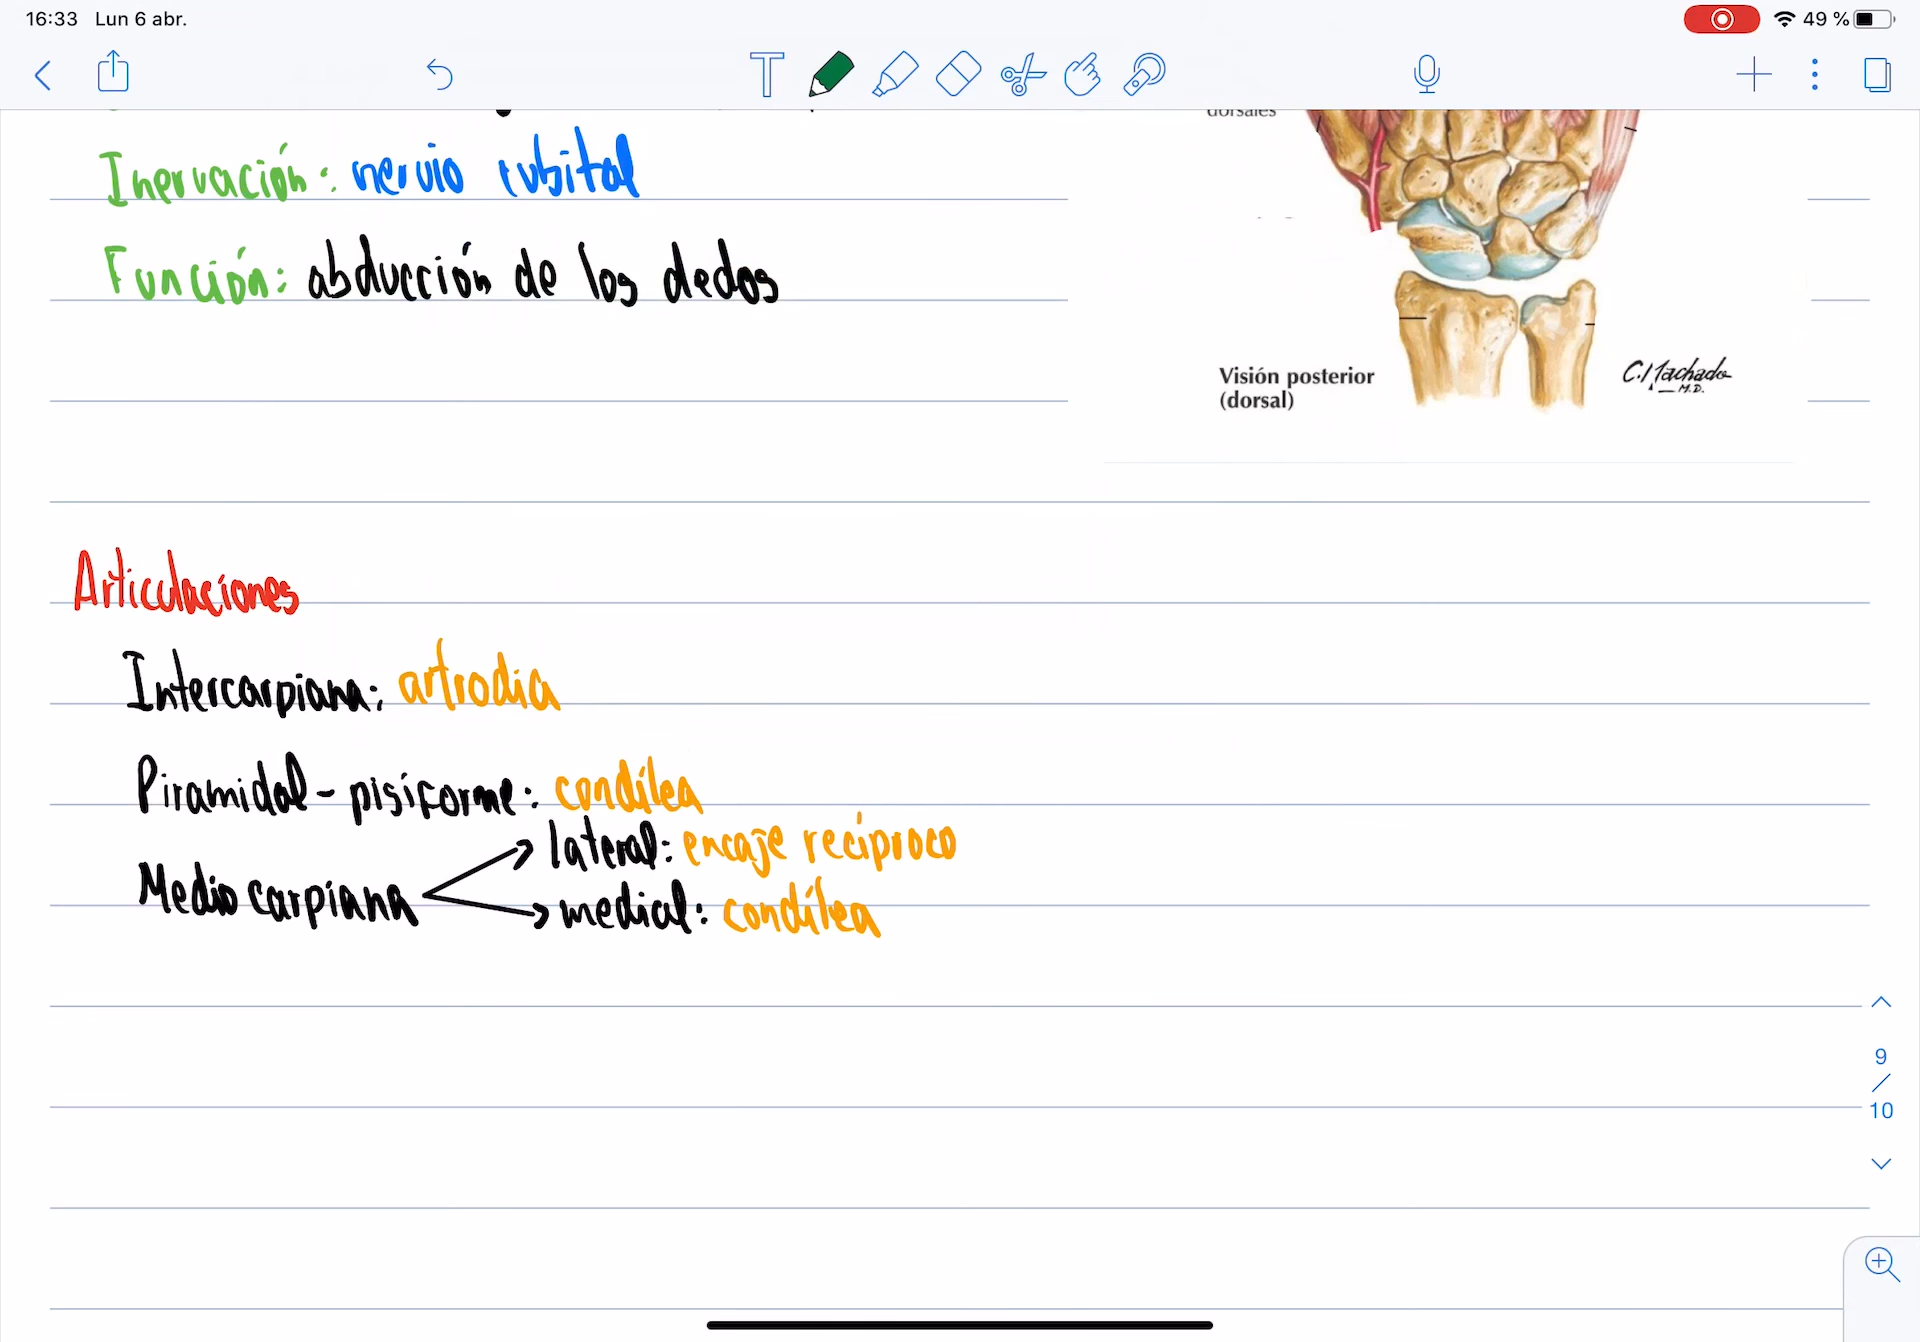 16:33 Lun 6 abr.
49 %
T
dorsales
Inervación: nervio cubital
Función: abducción de los dedos
Visión posterior
(dorsal)
C. Machado
M.D.
Articulaciones
Intercarpiana: artrodia
Piramidal - pisiforme: condílea
lateral: encaje recíproco
Medio carpiana
medial: condílea
9
/
10